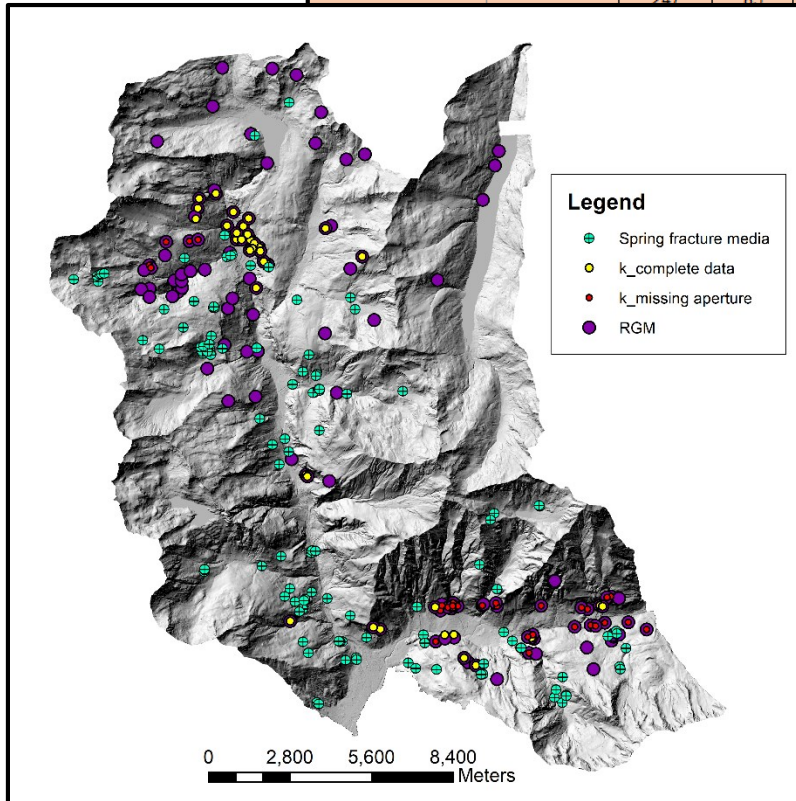 Legend
Spring fracture media
k_complete data
k_missing aperture
RGM
0 2,800 5,600 8,400
Meters